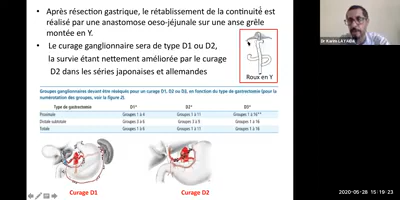 • Après résection gastrique, le rétablissement de la continuité est
réalisé par une anastomose oeso-jéjunale sur une anse grêle
montée en Y.
• Le curage ganglionnaire sera de type D1 ou D2,
la survie étant nettement améliorée par le curage
D2 dans les séries japonaises et allemandes
Roux en Y
Groupes ganglionnaires devant être réséqués pour un curage D1, D2 ou D3, en fonction du type de gastrectomie (pour la
numérotation des groupes, voir la figure 2).
Type de gastrectomie D1* D2* D3*
Proximale Groupes 1 à 4 Groupes 1 à 11 Groupes 1 à 16**
Distale subtotale Groupes 3 à 6 Groupes 3 à 9 Groupes 1 à 16
Totale Groupes 1 à 6 Groupes 1 à 12 Groupes 1 à 16
Curage D1
Curage D2
2020-05-28 15:19:23